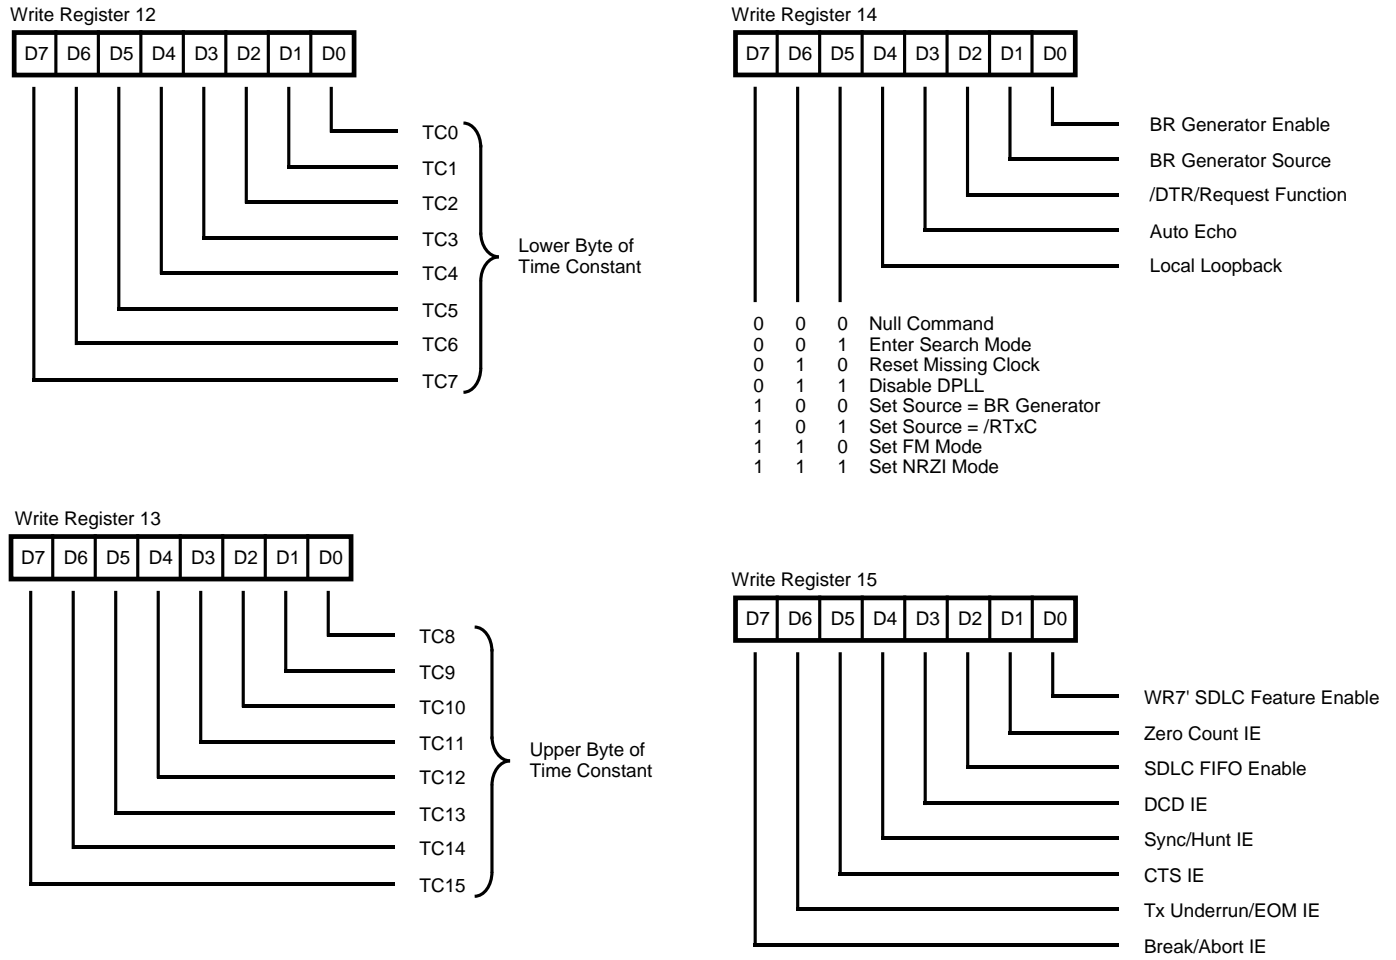 Write Register 12
D7 D6 D5 D4 D3 D2 D1 D0
TC0
TC1
TC2
TC3
TC4
TC5
TC6
TC7
Lower Byte of
Time Constant
Write Register 13
D7 D6 D5 D4 D3 D2 D1 D0
TC8
TC9
TC10
TC11
TC12
TC13
TC14
TC15
Upper Byte of
Time Constant
Write Register 14
D7 D6 D5 D4 D3 D2 D1 D0
BR Generator Enable
BR Generator Source
/DTR/Request Function
Auto Echo
Local Loopback
0 0 0 Null Command
0 0 1 Enter Search Mode
0 1 0 Reset Missing Clock
0 1 1 Disable DPLL
1 0 0 Set Source = BR Generator
1 0 1 Set Source = /RTxC
1 1 0 Set FM Mode
1 1 1 Set NRZI Mode
Write Register 15
D7 D6 D5 D4 D3 D2 D1 D0
WR7' SDLC Feature Enable
Zero Count IE
SDLC FIFO Enable
DCD IE
Sync/Hunt IE
CTS IE
Tx Underrun/EOM IE
Break/Abort IE